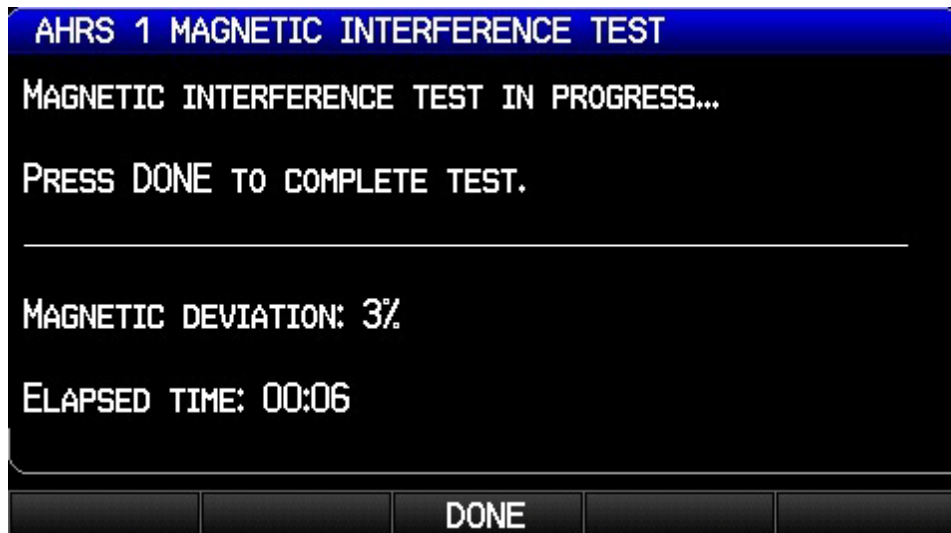 AHRS 1 MAGNETIC INTERFERENCE TEST
MAGNETIC INTERFERENCE TEST IN PROGRESS...
PRESS DONE TO COMPLETE TEST.
MAGNETIC DEVIATION: 3%
ELAPSED TIME: 00:06
DONE